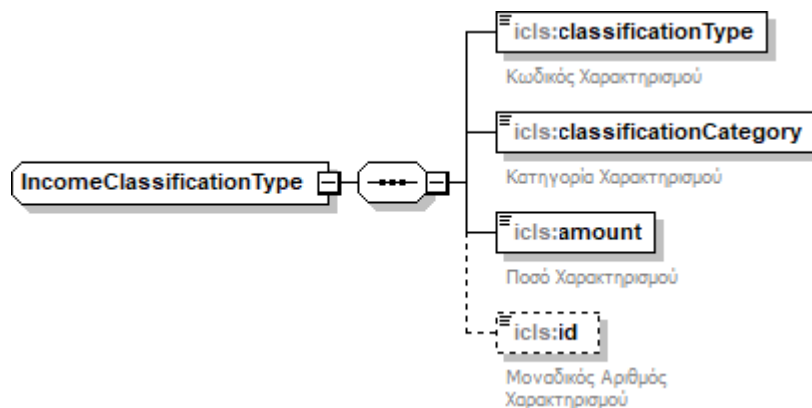 icls:classificationType
Κωδικός Χαρακτηρισμού
icls:classificationCategory
Κατηγορία Χαρακτηρισμού
IncomeClassificationType
icls:amount
Ποσό Χαρακτηρισμού
icls:id
Μοναδικός Αριθμός
Χαρακτηρισμού